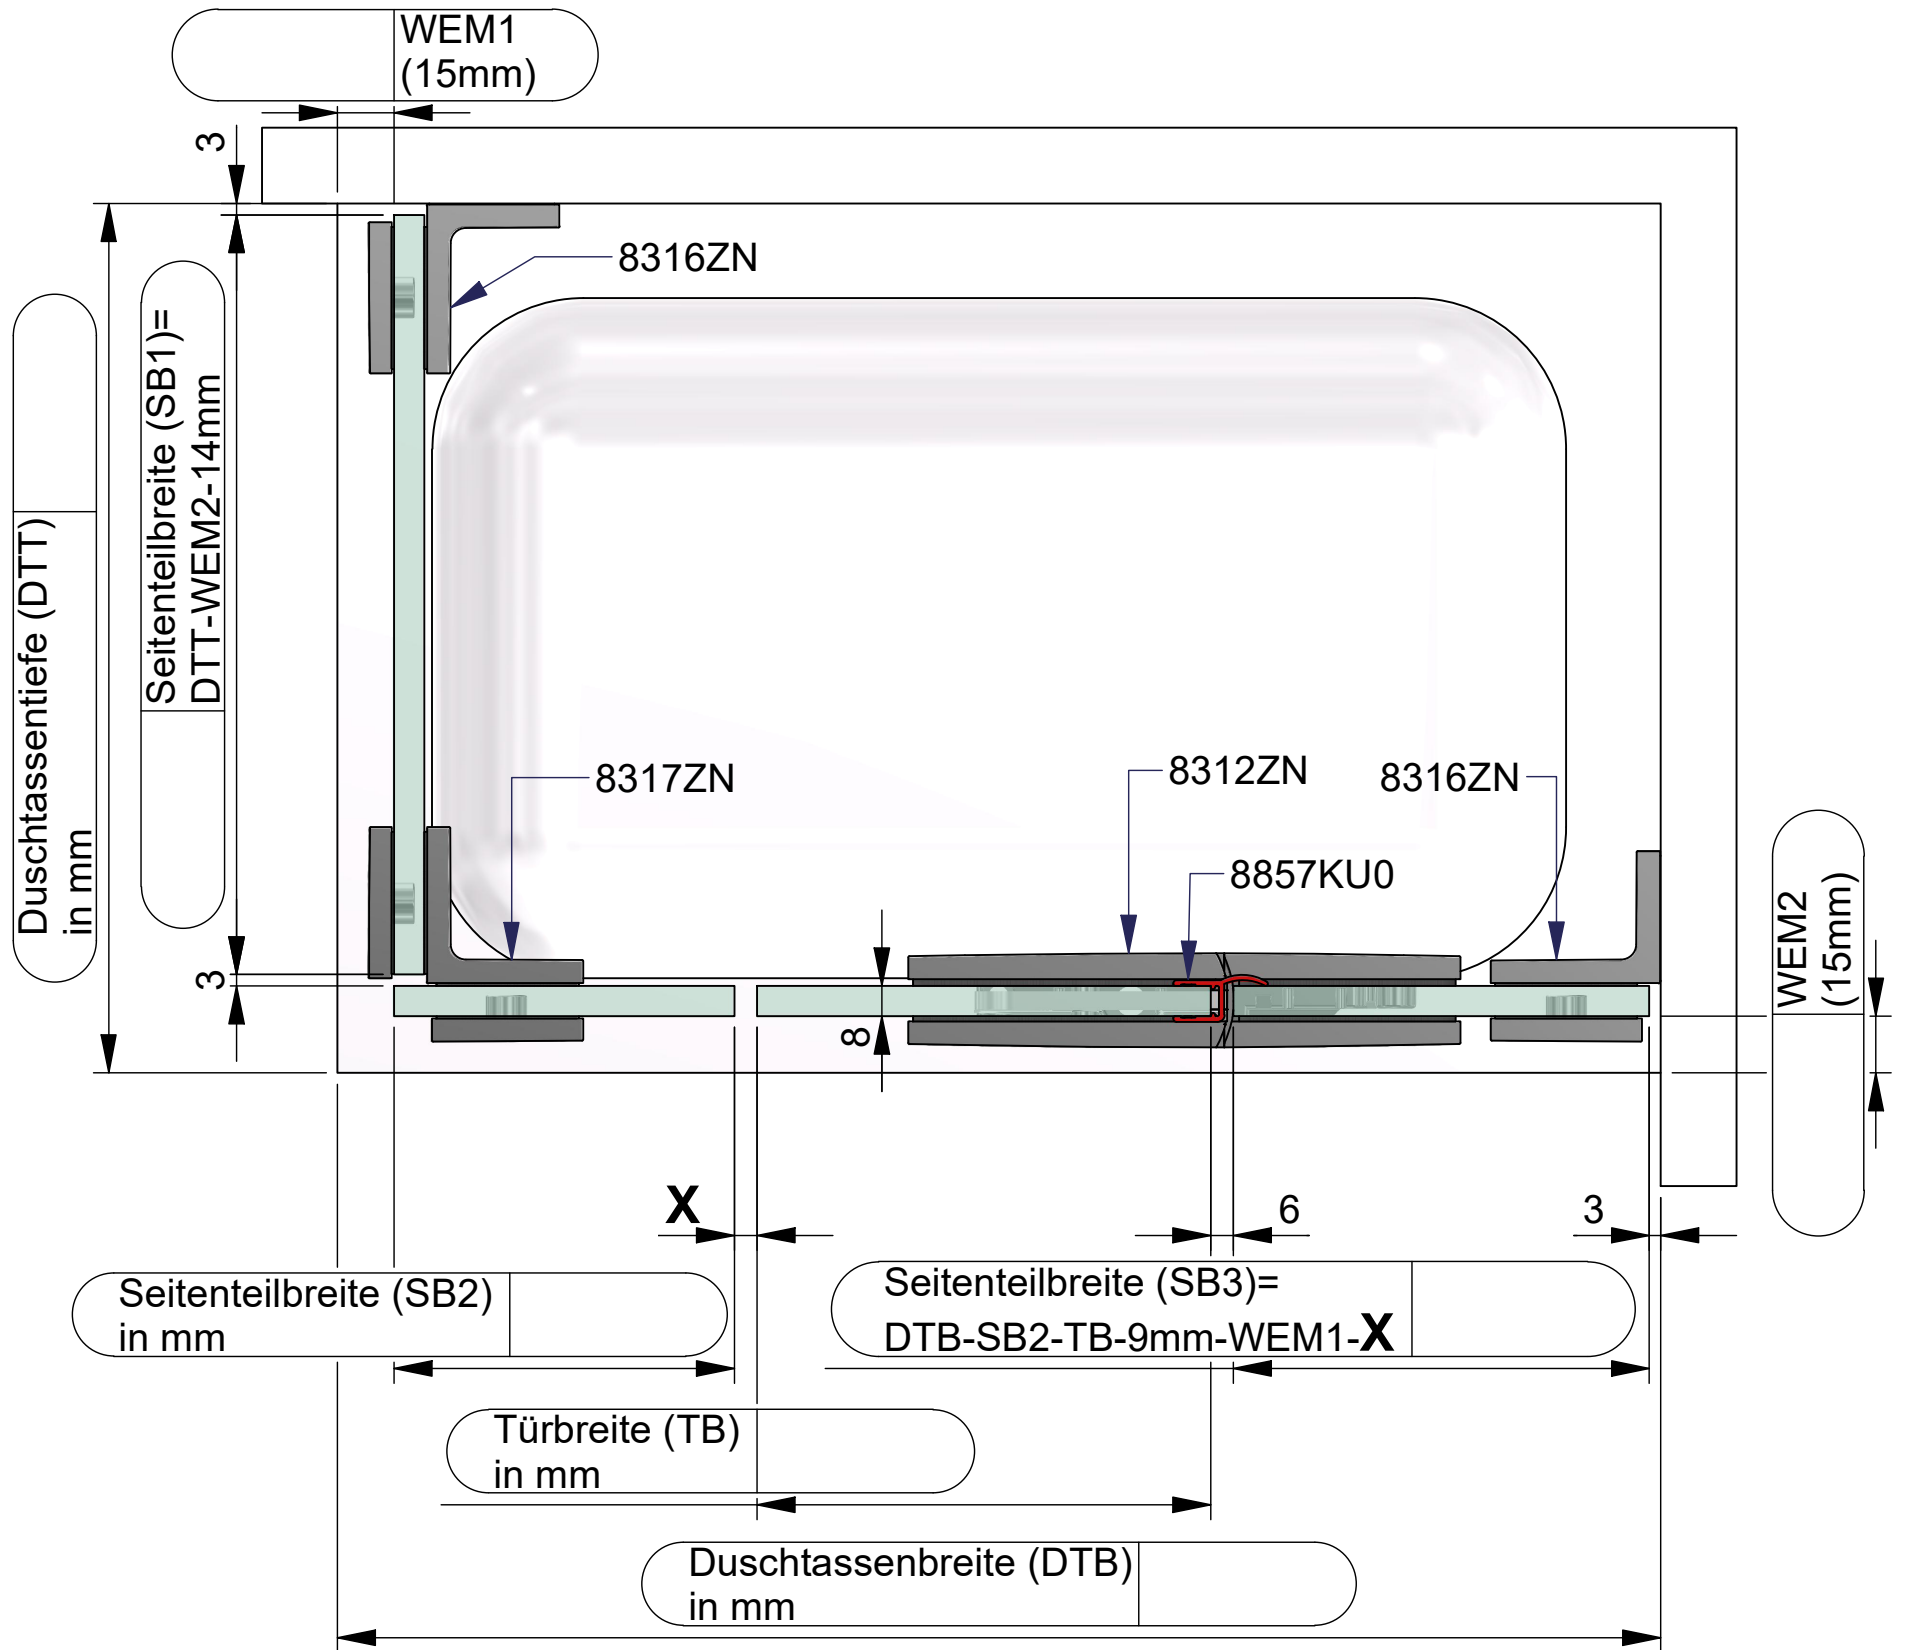 WEM1
(15mm)
3
8316ZN
Seitenteilbreite (SB1)=
DTT-WEM2-14mm
Duschtassentiefe (DTT)
in mm
8317ZN
8312ZN
8316ZN
8857KU0
WEM2
(15mm)
3
8
X
6
3
Seitenteilbreite (SB2)
in mm
Seitenteilbreite (SB3)=
DTB-SB2-TB-9mm-WEM1-X
Türbreite (TB)
in mm
Duschtassenbreite (DTB)
in mm